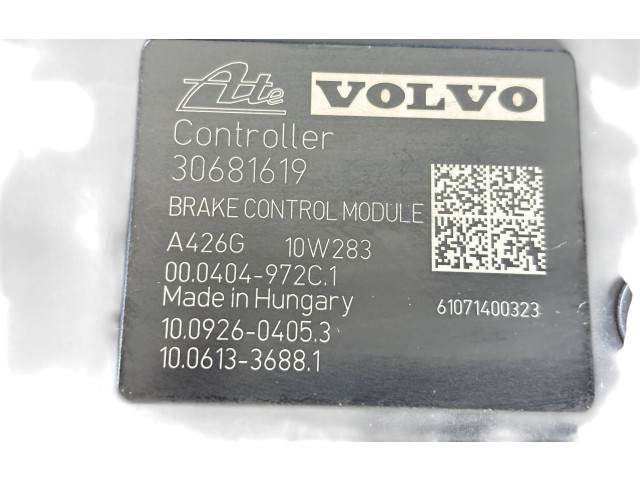 Ate VOLVO
Controller
30681619
BRAKE CONTROL MODULE
A426G 10W283
00.0404-972C.1
Made in Hungary 61071400323
10.0926-0405.3
10.0613-3688.1